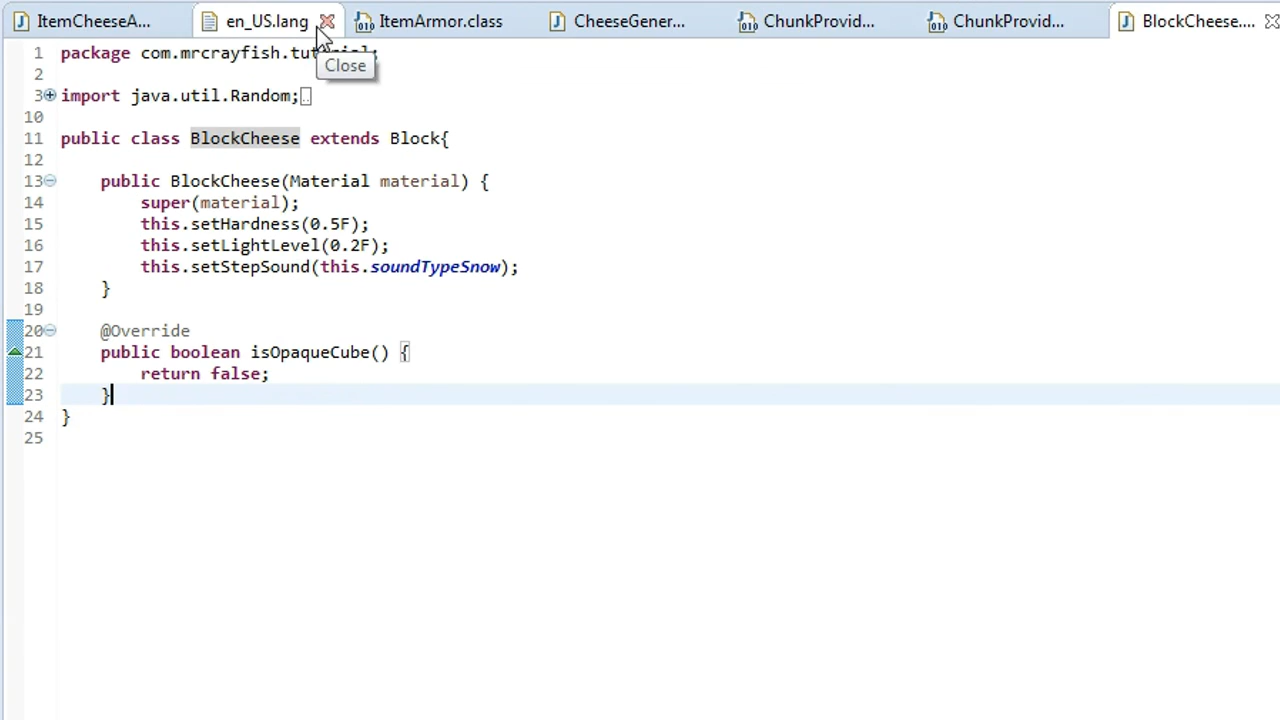 ItemCheeseA... en_US.lang ItemArmor.class CheeseGener... ChunkProvid... ChunkProvid... BlockCheese....
Close
1 package com.mrcrayfish.tutorial;
2
3 import java.util.Random;
10
11 public class BlockCheese extends Block{
12
13 public BlockCheese(Material material) {
14 super(material);
15 this.setHardness(0.5F);
16 this.setLightLevel(0.2F);
17 this.setStepSound(this.soundTypeSnow);
18 }
19
20 @Override
21 public boolean isOpaqueCube() {
22 return false;
23 }
24 }
25